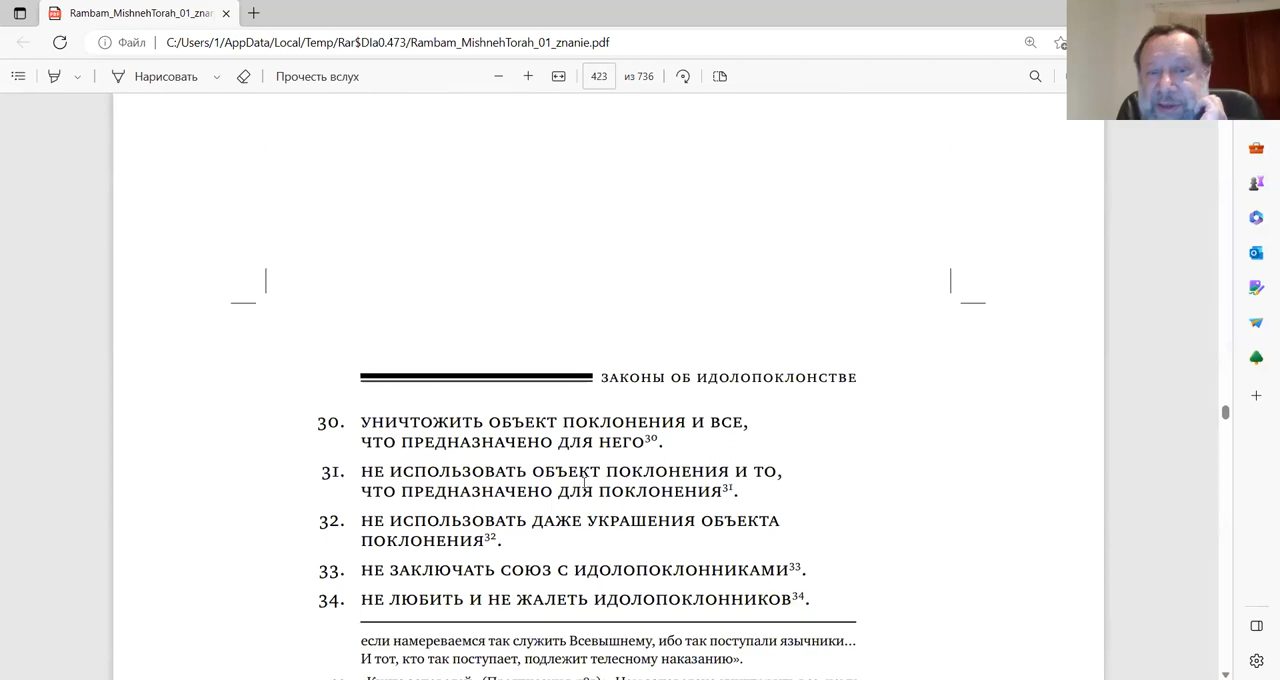 Rambam_MishnehTorah_01_zna
Файл
C:/Users/1/AppData/Local/Temp/Rar$DIa0.473/Rambam_MishnehTorah_01_znanie.pdf
Нарисовать
Прочесть вслух
423 из 736
ЗАКОНЫ ОБ ИДОЛОПОКЛОНСТВЕ
30. УНИЧТОЖИТЬ ОБЪЕКТ ПОКЛОНЕНИЯ И ВСЕ,
ЧТО ПРЕДНАЗНАЧЕНО ДЛЯ НЕГО³⁰.
31. НЕ ИСПОЛЬЗОВАТЬ ОБЪЕКТ ПОКЛОНЕНИЯ И ТО,
ЧТО ПРЕДНАЗНАЧЕНО ДЛЯ ПОКЛОНЕНИЯ³¹.
32. НЕ ИСПОЛЬЗОВАТЬ ДАЖЕ УКРАШЕНИЯ ОБЪЕКТА
ПОКЛОНЕНИЯ³².
33. НЕ ЗАКЛЮЧАТЬ СОЮЗ С ИДОЛОПОКЛОННИКАМИ³³.
34. НЕ ЛЮБИТЬ И НЕ ЖАЛЕТЬ ИДОЛОПОКЛОННИКОВ³⁴.
если намереваемся так служить Всевышнему, ибо так поступали язычники...
И тот, кто так поступает, подлежит телесному наказанию».